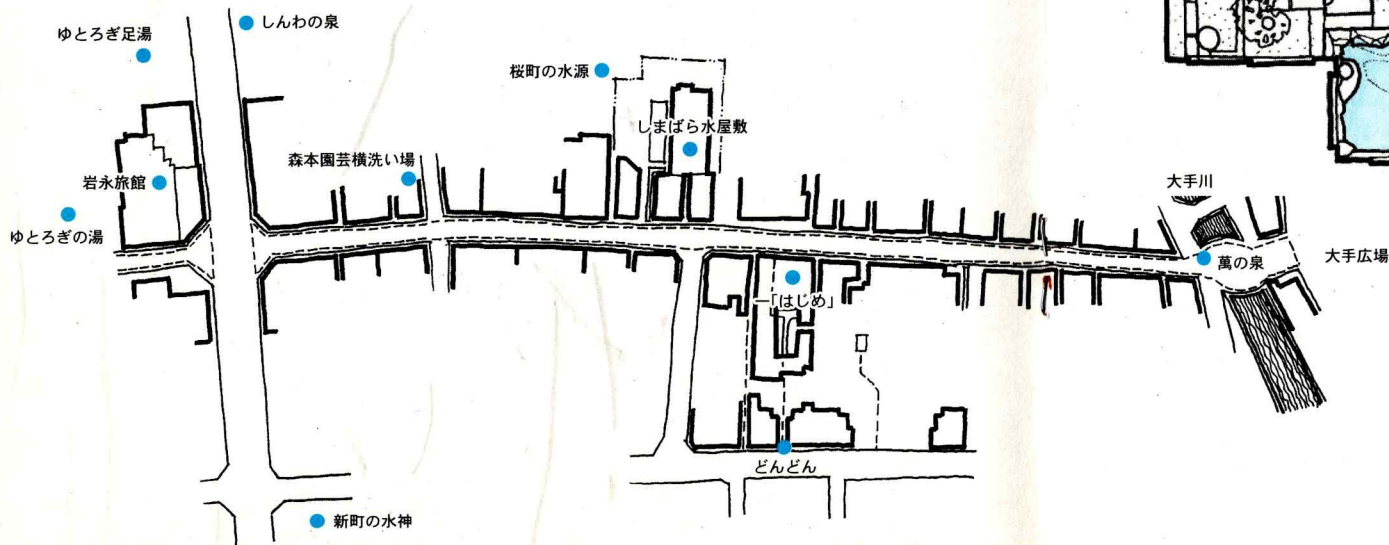 しんわの泉
ゆとろぎ足湯
桜町の水源
しまばら水屋敷
森本園芸横洗い場
岩永旅館
大手川
ゆとろぎの湯
萬の泉
大手広場
一「はじめ」
どんどん
新町の水神